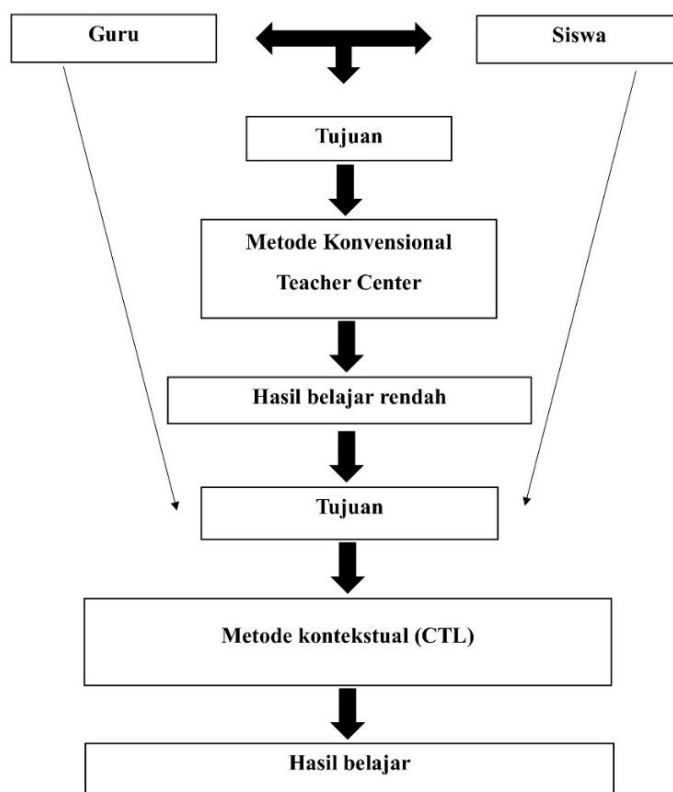 Guru
Siswa
Tujuan
Metode Konvensional
Teacher Center
Hasil belajar rendah
Tujuan
Metode kontekstual (CTL)
Hasil belajar